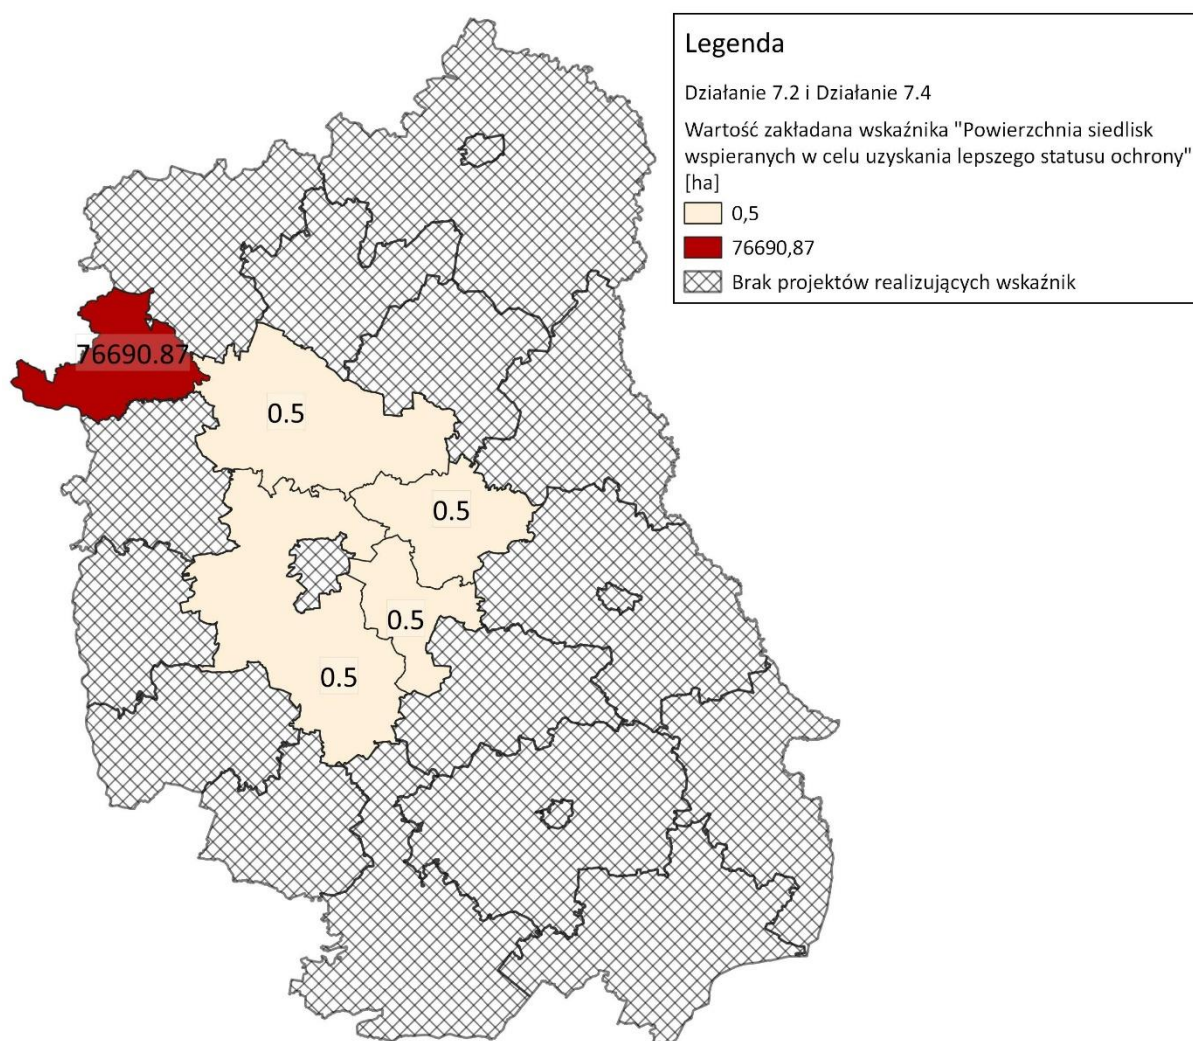 Legenda
Działanie 7.2 i Działanie 7.4
Wartość zakładana wskaźnika "Powierzchnia siedlisk
wspieranych w celu uzyskania lepszego statusu ochrony"
[ha]
0,5
76690,87
Brak projektów realizujących wskaźnik
76690.87
0.5
0.5
0.5
0.5